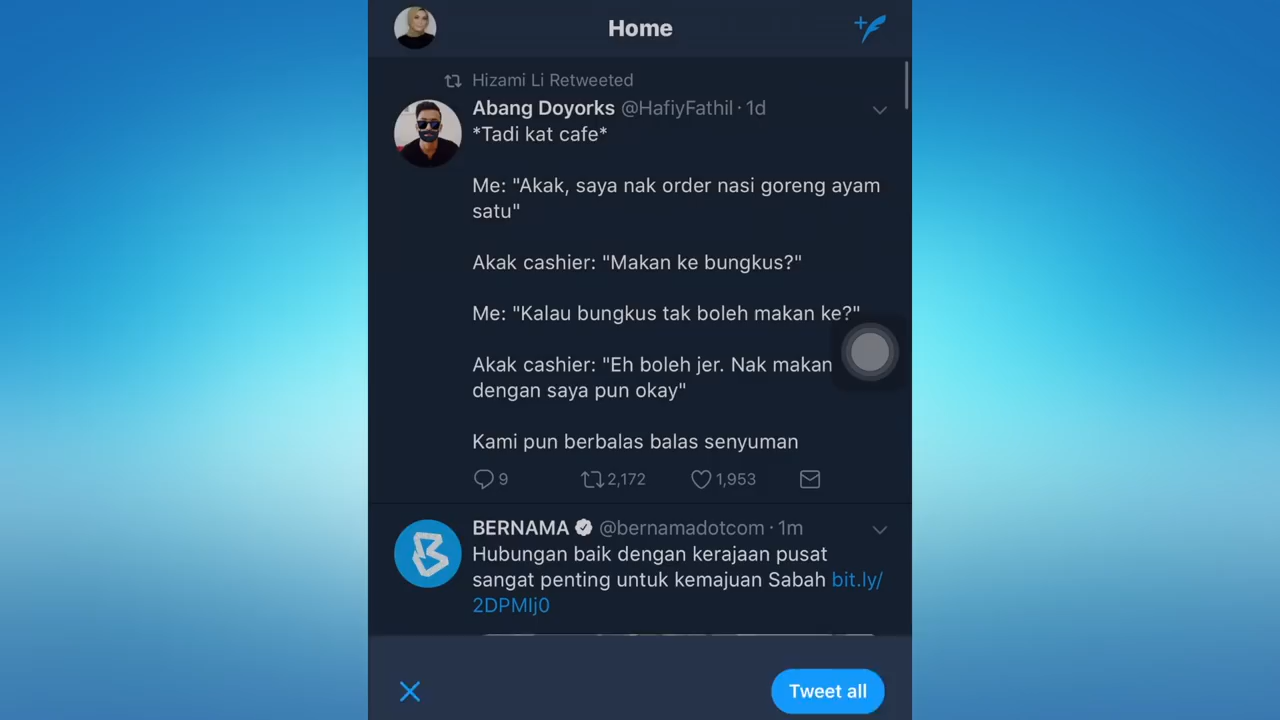 Home
Hizami Li Retweeted
Abang Doyorks @HafiyFathil · 1d
*Tadi kat cafe*
Me: "Akak, saya nak order nasi goreng ayam
satu"
Akak cashier: "Makan ke bungkus?"
Me: "Kalau bungkus tak boleh makan ke?"
Akak cashier: "Eh boleh jer. Nak makan
dengan saya pun okay"
Kami pun berbalas balas senyuman
9 2,172 1,953
BERNAMA @bernamadotcom · 1m
Hubungan baik dengan kerajaan pusat
sangat penting untuk kemajuan Sabah bit.ly/
2DPMIj0
Tweet all